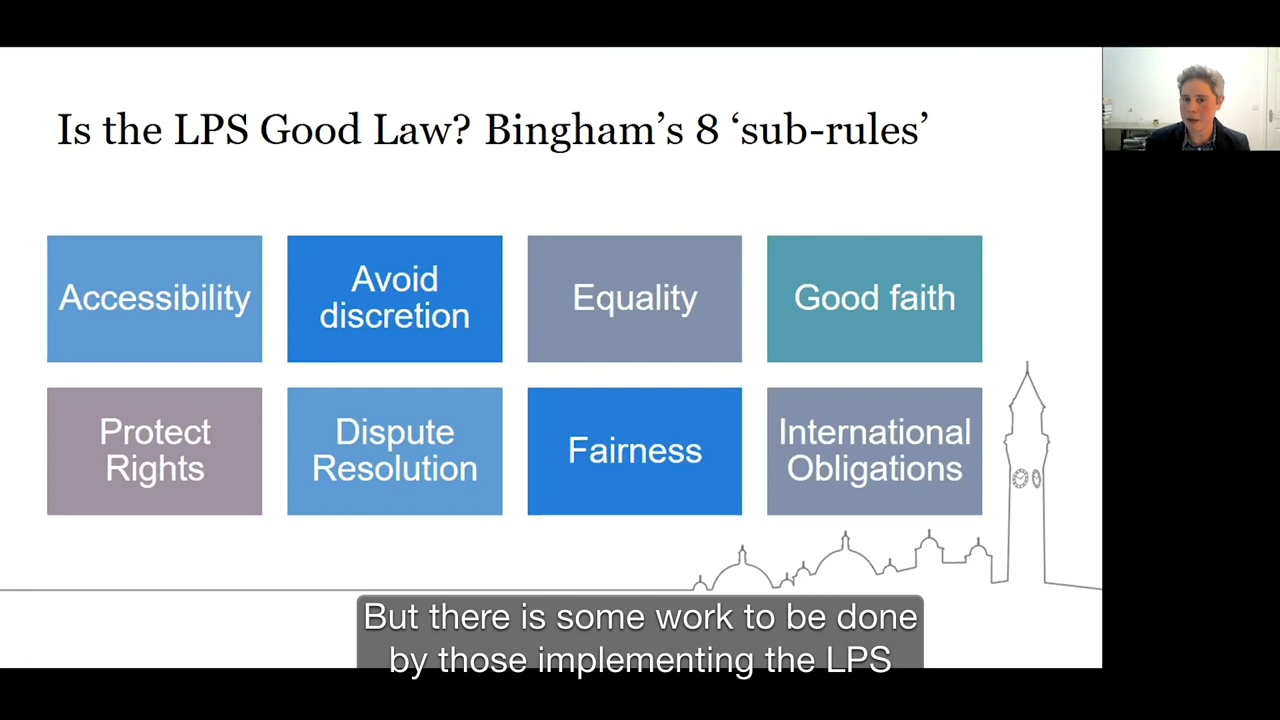 Is the LPS Good Law? Bingham’s 8 ‘sub-rules’
Accessibility
Avoid
discretion
Equality
Good faith
Protect
Rights
Dispute
Resolution
Fairness
International
Obligations
But there is some work to be done
by those implementing the LPS